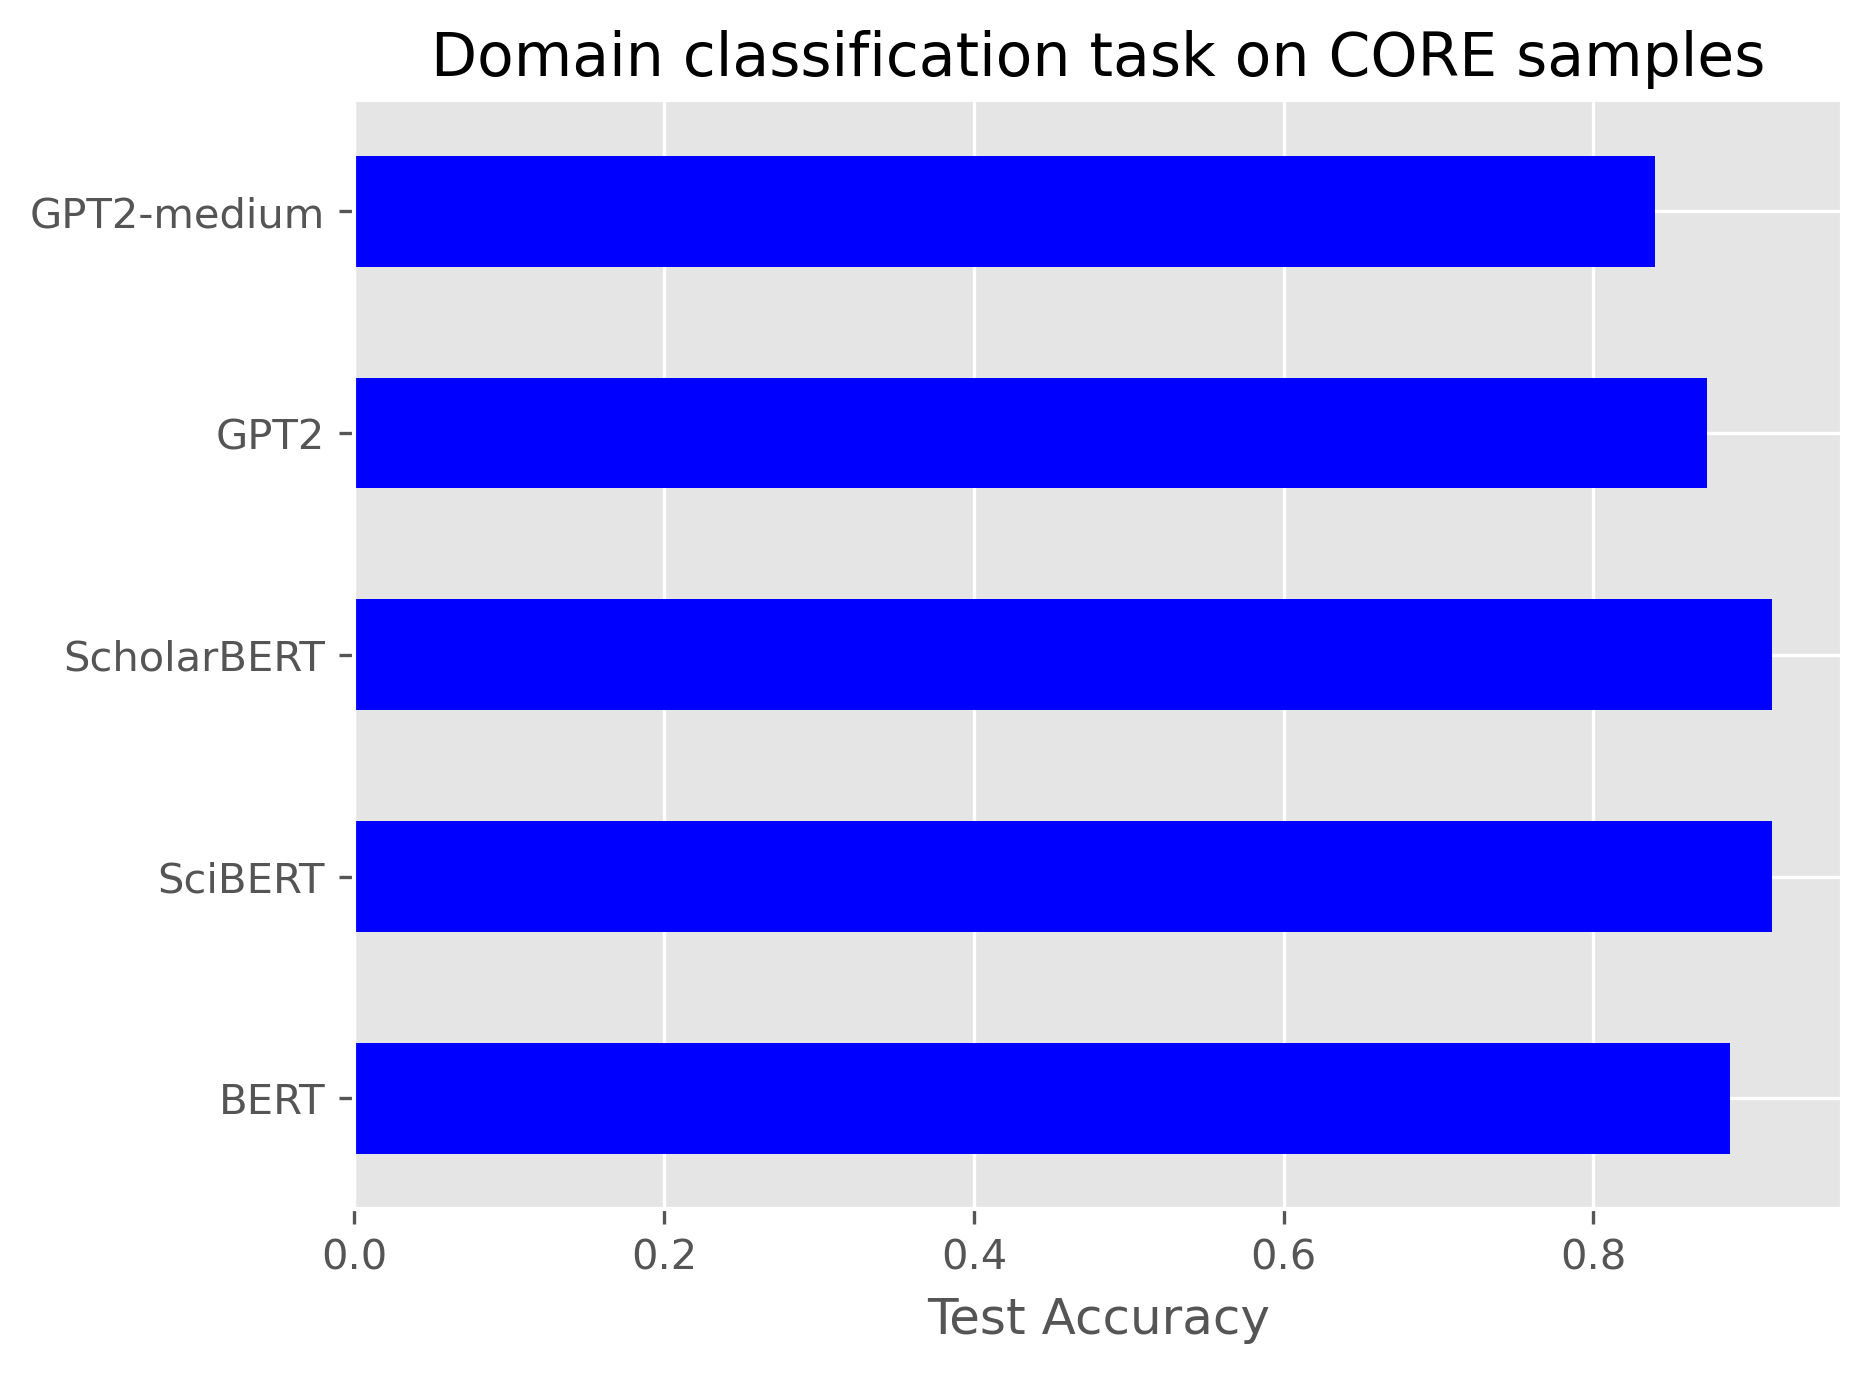 Domain classification task on CORE samples
GPT2-medium
GPT2
ScholarBERT
SciBERT
BERT
0.0 0.2 0.4 0.6 0.8
Test Accuracy